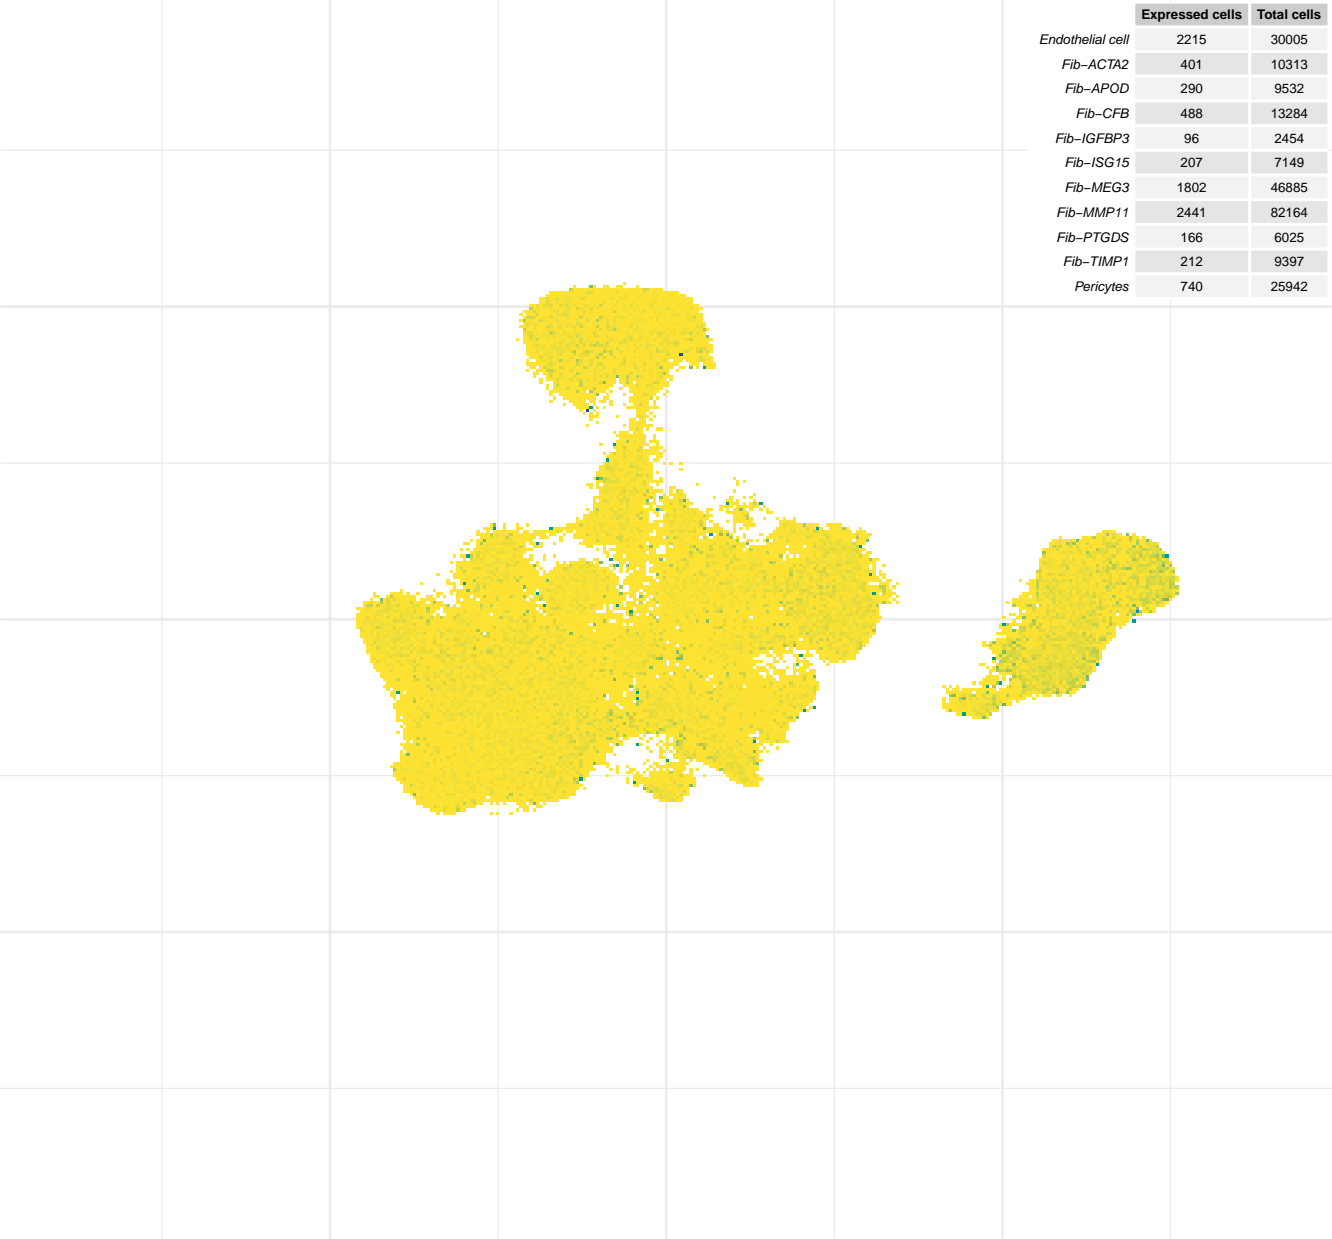 Expressed cells Total cells
Endothelial cell 2215 30005
Fib−ACTA2 401 10313
Fib−APOD 290 9532
Fib−CFB 488 13284
Fib−IGFBP3 96 2454
Fib−ISG15 207 7149
Fib−MEG3 1802 46885
Fib−MMP11 2441 82164
Fib−PTGDS 166 6025
Fib−TIMP1 212 9397
Pericytes 740 25942